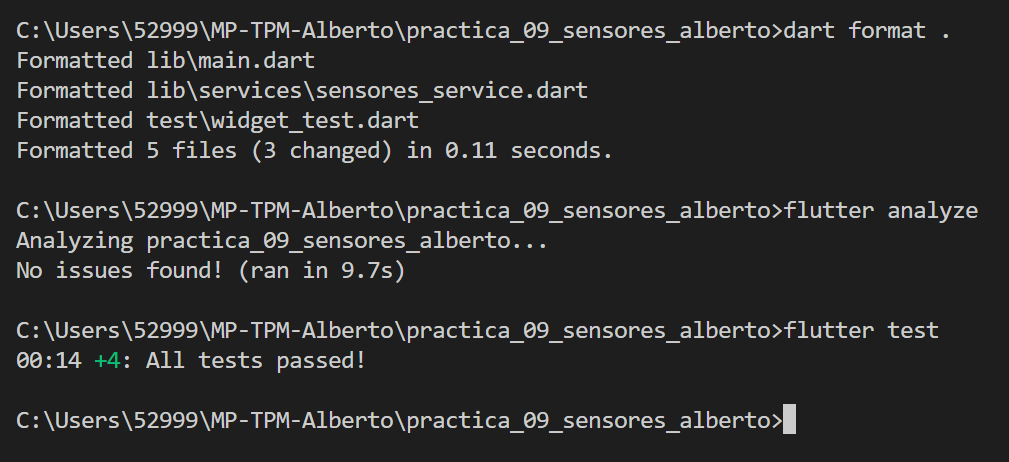 C:\Users\52999\MP-TPM-Alberto\practica_09_sensores_alberto>dart format .
Formatted lib\main.dart
Formatted lib\services\sensores_service.dart
Formatted test\widget_test.dart
Formatted 5 files (3 changed) in 0.11 seconds.
C:\Users\52999\MP-TPM-Alberto\practica_09_sensores_alberto>flutter analyze
Analyzing practica_09_sensores_alberto...
No issues found! (ran in 9.7s)
C:\Users\52999\MP-TPM-Alberto\practica_09_sensores_alberto>flutter test
00:14 +4: All tests passed!
C:\Users\52999\MP-TPM-Alberto\practica_09_sensores_alberto>